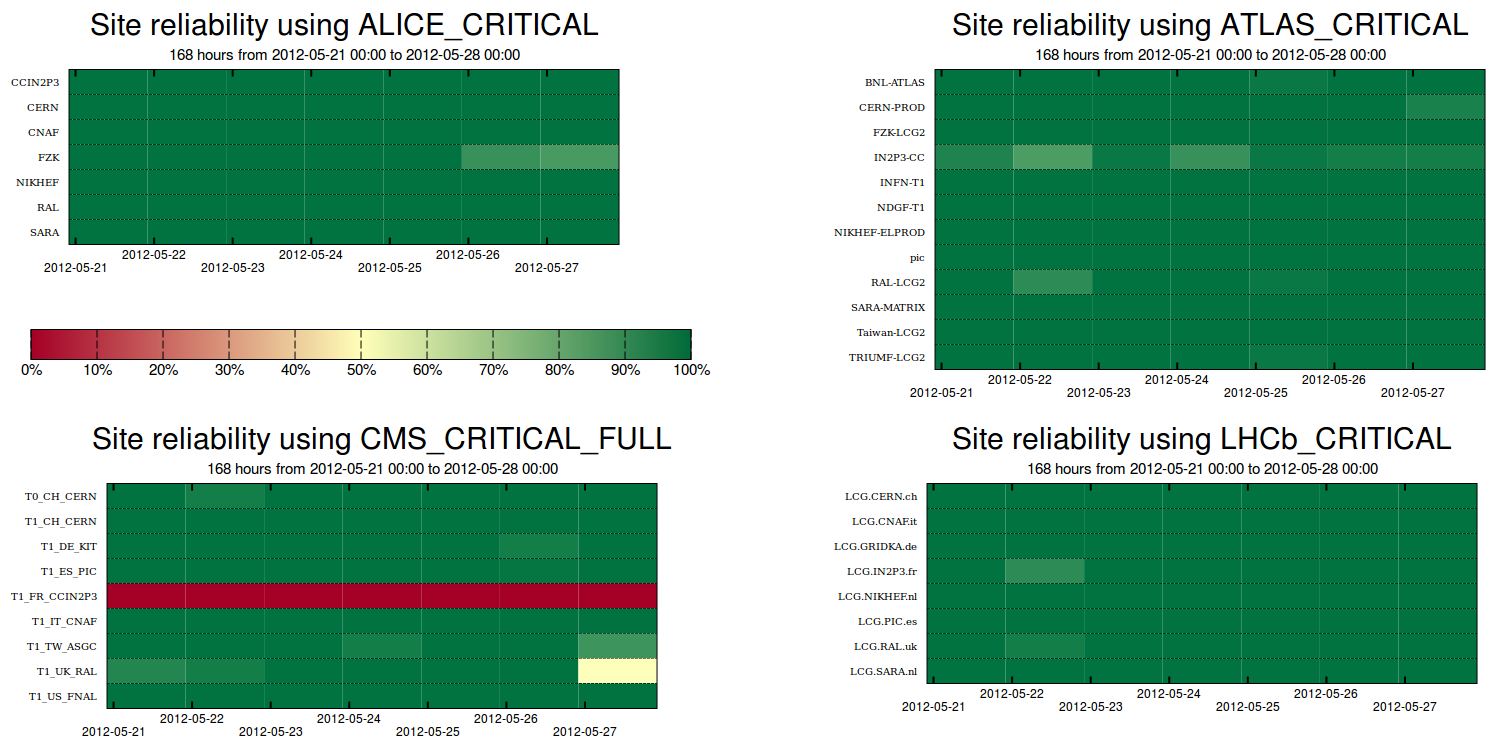 Site reliability using ALICE_CRITICAL
168 hours from 2012-05-21 00:00 to 2012-05-28 00:00
CCIN2P3
CERN
CNAF
FZK
NIKHEF
RAL
SARA
2012-05-22 2012-05-24 2012-05-26
2012-05-21 2012-05-23 2012-05-25 2012-05-27
0% 10% 20% 30% 40% 50% 60% 70% 80% 90% 100%
Site reliability using ATLAS_CRITICAL
168 hours from 2012-05-21 00:00 to 2012-05-28 00:00
BNL-ATLAS
CERN-PROD
FZK-LCG2
IN2P3-CC
INFN-T1
NDGF-T1
NIKHEF-ELPROD
pic
RAL-LCG2
SARA-MATRIX
Taiwan-LCG2
TRIUMF-LCG2
2012-05-22 2012-05-24 2012-05-26
2012-05-21 2012-05-23 2012-05-25 2012-05-27
Site reliability using CMS_CRITICAL_FULL
168 hours from 2012-05-21 00:00 to 2012-05-28 00:00
T0_CH_CERN
T1_CH_CERN
T1_DE_KIT
T1_ES_PIC
T1_FR_CCIN2P3
T1_IT_CNAF
T1_TW_ASGC
T1_UK_RAL
T1_US_FNAL
2012-05-22 2012-05-24 2012-05-26
2012-05-21 2012-05-23 2012-05-25 2012-05-27
Site reliability using LHCb_CRITICAL
168 hours from 2012-05-21 00:00 to 2012-05-28 00:00
LCG.CERN.ch
LCG.CNAF.it
LCG.GRIDKA.de
LCG.IN2P3.fr
LCG.NIKHEF.nl
LCG.PIC.es
LCG.RAL.uk
LCG.SARA.nl
2012-05-22 2012-05-24 2012-05-26
2012-05-21 2012-05-23 2012-05-25 2012-05-27